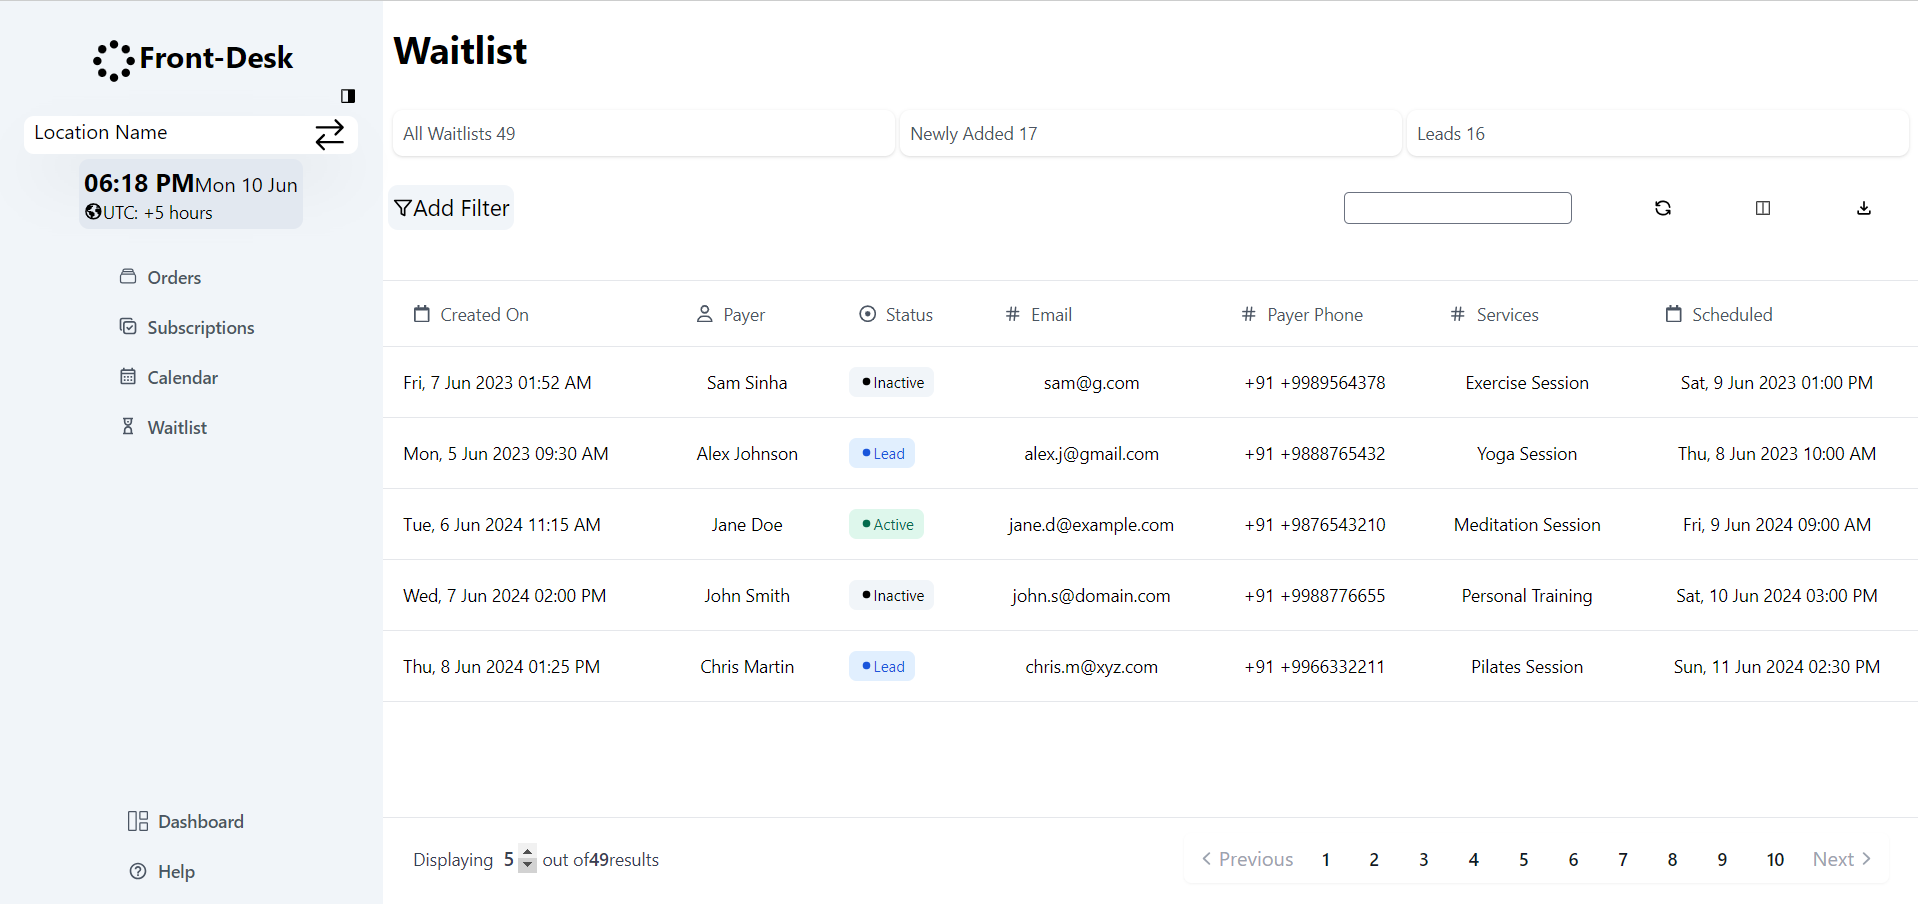 Front-Desk
Location Name
06:18 PM Mon 10 Jun
UTC: +5 hours
Orders
Subscriptions
Calendar
Waitlist
Dashboard
Help
Waitlist
All Waitlists 49 Newly Added 17 Leads 16
Add Filter
Created On Payer Status # Email # Payer Phone # Services Scheduled
Fri, 7 Jun 2023 01:52 AM Sam Sinha Inactive sam@g.com +91 +9989564378 Exercise Session Sat, 9 Jun 2023 01:00 PM
Mon, 5 Jun 2023 09:30 AM Alex Johnson Lead alex.j@gmail.com +91 +9888765432 Yoga Session Thu, 8 Jun 2023 10:00 AM
Tue, 6 Jun 2024 11:15 AM Jane Doe Active jane.d@example.com +91 +9876543210 Meditation Session Fri, 9 Jun 2024 09:00 AM
Wed, 7 Jun 2024 02:00 PM John Smith Inactive john.s@domain.com +91 +9988776655 Personal Training Sat, 10 Jun 2024 03:00 PM
Thu, 8 Jun 2024 01:25 PM Chris Martin Lead chris.m@xyz.com +91 +9966332211 Pilates Session Sun, 11 Jun 2024 02:30 PM
Displaying 5 out of49results < Previous 1 2 3 4 5 6 7 8 9 10 Next >